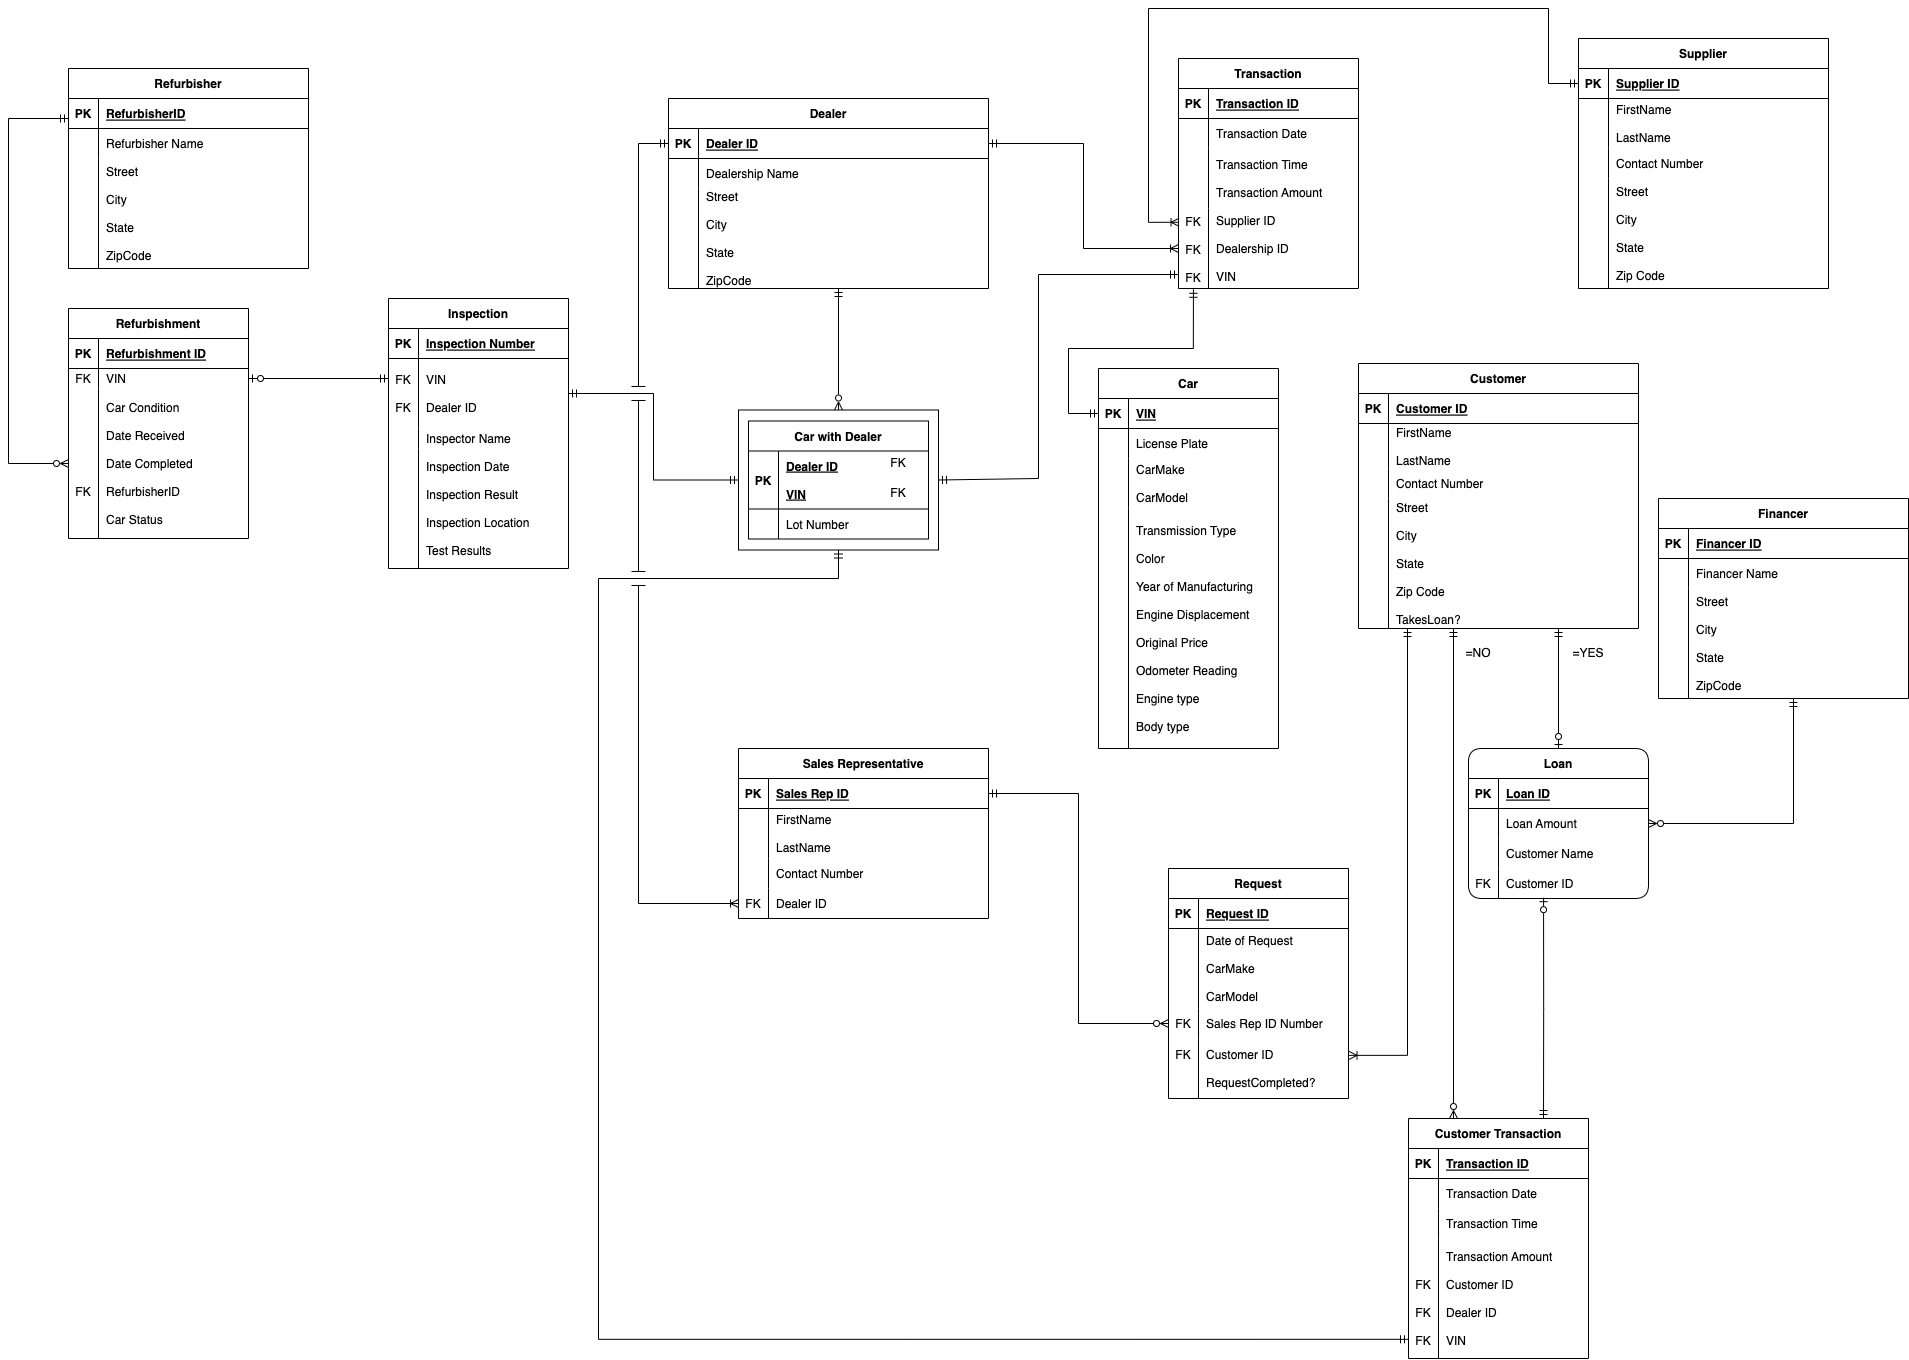 Refurbisher
PK RefurbisherID
Refurbisher Name
Street
City
State
ZipCode
Refurbishment
PK Refurbishment ID
FK VIN
Car Condition
Date Received
Date Completed
FK RefurbisherID
Car Status
Inspection
PK Inspection Number
FK VIN
FK Dealer ID
Inspector Name
Inspection Date
Inspection Result
Inspection Location
Test Results
Dealer
PK Dealer ID
Dealership Name
Street
City
State
ZipCode
Car with Dealer
PK
Dealer ID FK
VIN FK
Lot Number
Transaction
PK Transaction ID
Transaction Date
Transaction Time
Transaction Amount
FK Supplier ID
FK Dealership ID
FK VIN
Supplier
PK Supplier ID
FirstName
LastName
Contact Number
Street
City
State
Zip Code
Car
PK VIN
License Plate
CarMake
CarModel
Transmission Type
Color
Year of Manufacturing
Engine Displacement
Original Price
Odometer Reading
Engine type
Body type
Customer
PK Customer ID
FirstName
LastName
Contact Number
Street
City
State
Zip Code
TakesLoan?
=NO
=YES
Financer
PK Financer ID
Financer Name
Street
City
State
ZipCode
Sales Representative
PK Sales Rep ID
FirstName
LastName
Contact Number
FK Dealer ID
Loan
PK Loan ID
Loan Amount
Customer Name
FK Customer ID
Request
PK Request ID
Date of Request
CarMake
CarModel
FK Sales Rep ID Number
FK Customer ID
RequestCompleted?
Customer Transaction
PK Transaction ID
Transaction Date
Transaction Time
Transaction Amount
FK Customer ID
FK Dealer ID
FK VIN